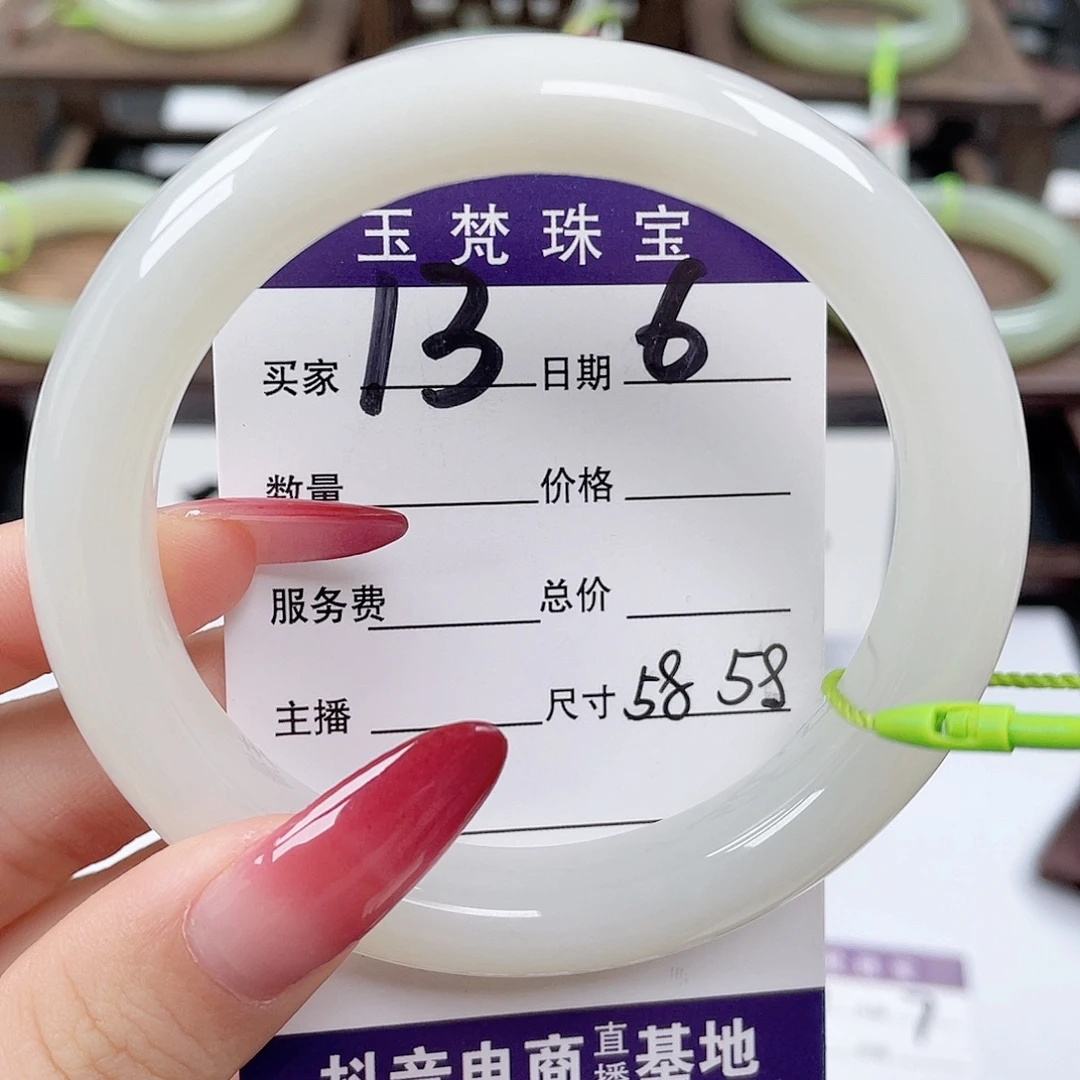 玉梵珠宝
买家 13 日期 6
数量 价格
服务费 总价
主播 尺寸 58 58
抖音电商直播基地
7